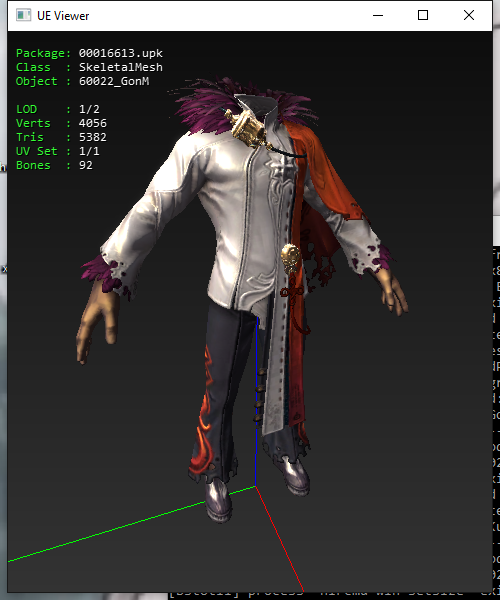 UE Viewer
Package: 00016613.upk
Class : SkeletalMesh
Object : 60022_GonM
LOD : 1/2
Verts : 4056
Tris : 5382
UV Set : 1/1
Bones : 92